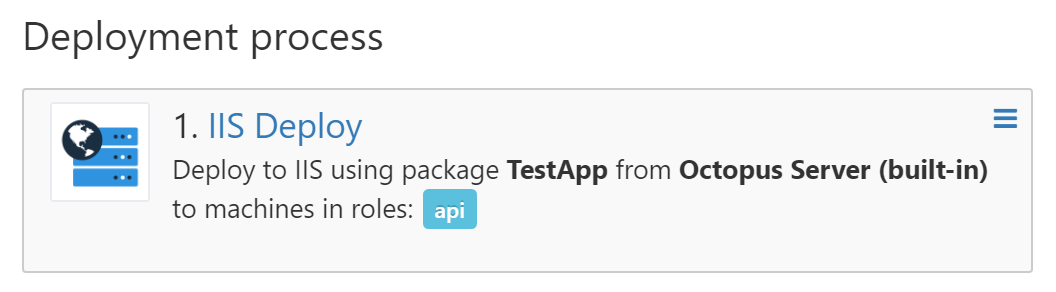 Deployment process
1. IIS Deploy
Deploy to IIS using package TestApp from Octopus Server (built-in)
to machines in roles: api